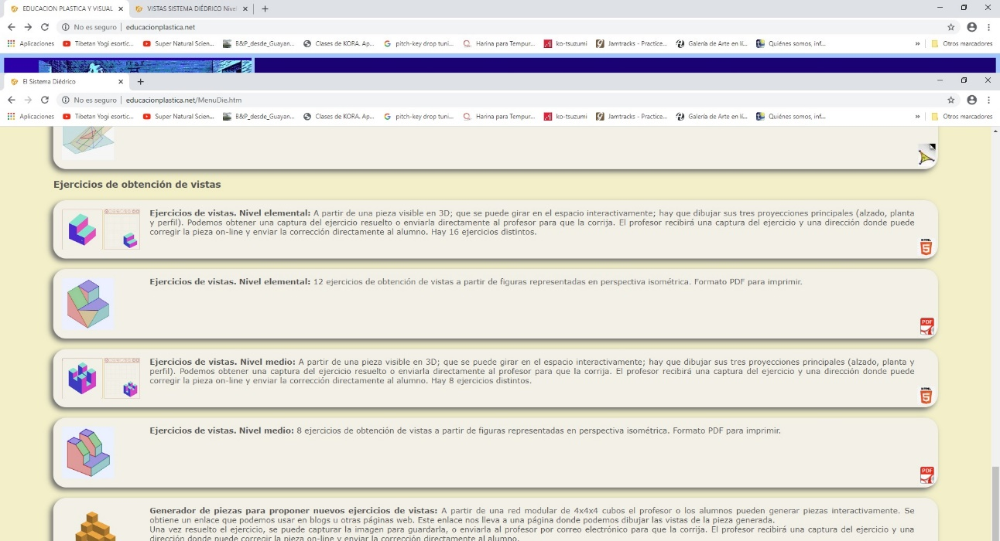 EDUCACION PLASTICA Y VISUAL
VISTAS SISTEMA DIÉDRICO Nivel
No es seguro | educacionplastica.net
Aplicaciones
Tibetan Yogi esortic...
Super Natural Scien...
B&P_desde_Guayan...
Clases de KORA. Ap...
pitch-key drop tuni...
Harina para Tempur...
ko-tsuzumi
Jamtracks - Practice...
Galería de Arte en lí...
Quiénes somos, inf...
»
Otros marcadores
El Sistema Diédrico
No es seguro | educacionplastica.net/MenuDie.htm
Aplicaciones
Tibetan Yogi esortic...
Super Natural Scien...
B&P_desde_Guayan...
Clases de KORA. Ap...
pitch-key drop tuni...
Harina para Tempur...
ko-tsuzumi
Jamtracks - Practice...
Galería de Arte en lí...
Quiénes somos, inf...
»
Otros marcadores
Ejercicios de obtención de vistas
Ejercicios de vistas. Nivel elemental: A partir de una pieza visible en 3D; que se puede girar en el espacio interactivamente; hay que dibujar sus tres proyecciones principales (alzado, planta
y perfil). Podemos obtener una captura del ejercicio resuelto o enviarla directamente al profesor para que la corrija. El profesor recibirá una captura del ejercicio y una dirección donde puede
corregir la pieza on-line y enviar la corrección directamente al alumno. Hay 16 ejercicios distintos.
HTML
5
Ejercicios de vistas. Nivel elemental: 12 ejercicios de obtención de vistas a partir de figuras representadas en perspectiva isométrica. Formato PDF para imprimir.
PDF
Ejercicios de vistas. Nivel medio: A partir de una pieza visible en 3D; que se puede girar en el espacio interactivamente; hay que dibujar sus tres proyecciones principales (alzado, planta y
perfil). Podemos obtener una captura del ejercicio resuelto o enviarla directamente al profesor para que la corrija. El profesor recibirá una captura del ejercicio y una dirección donde puede
corregir la pieza on-line y enviar la corrección directamente al alumno. Hay 8 ejercicios distintos.
HTML
5
Ejercicios de vistas. Nivel medio: 8 ejercicios de obtención de vistas a partir de figuras representadas en perspectiva isométrica. Formato PDF para imprimir.
PDF
Generador de piezas para proponer nuevos ejercicios de vistas: A partir de una red modular de 4x4x4 cubos el profesor o los alumnos pueden generar piezas interactivamente. Se
obtiene un enlace que podemos usar en blogs u otras páginas web. Este enlace nos lleva a una página donde podemos dibujar las vistas de la pieza generada.
Una vez resuelto el ejercicio, se puede capturar la imagen para guardarla, o enviarla al profesor por correo electrónico para que la corrija. El profesor recibirá una captura del ejercicio y una
dirección donde puede corregir la pieza on-line y enviar la corrección directamente al alumno.